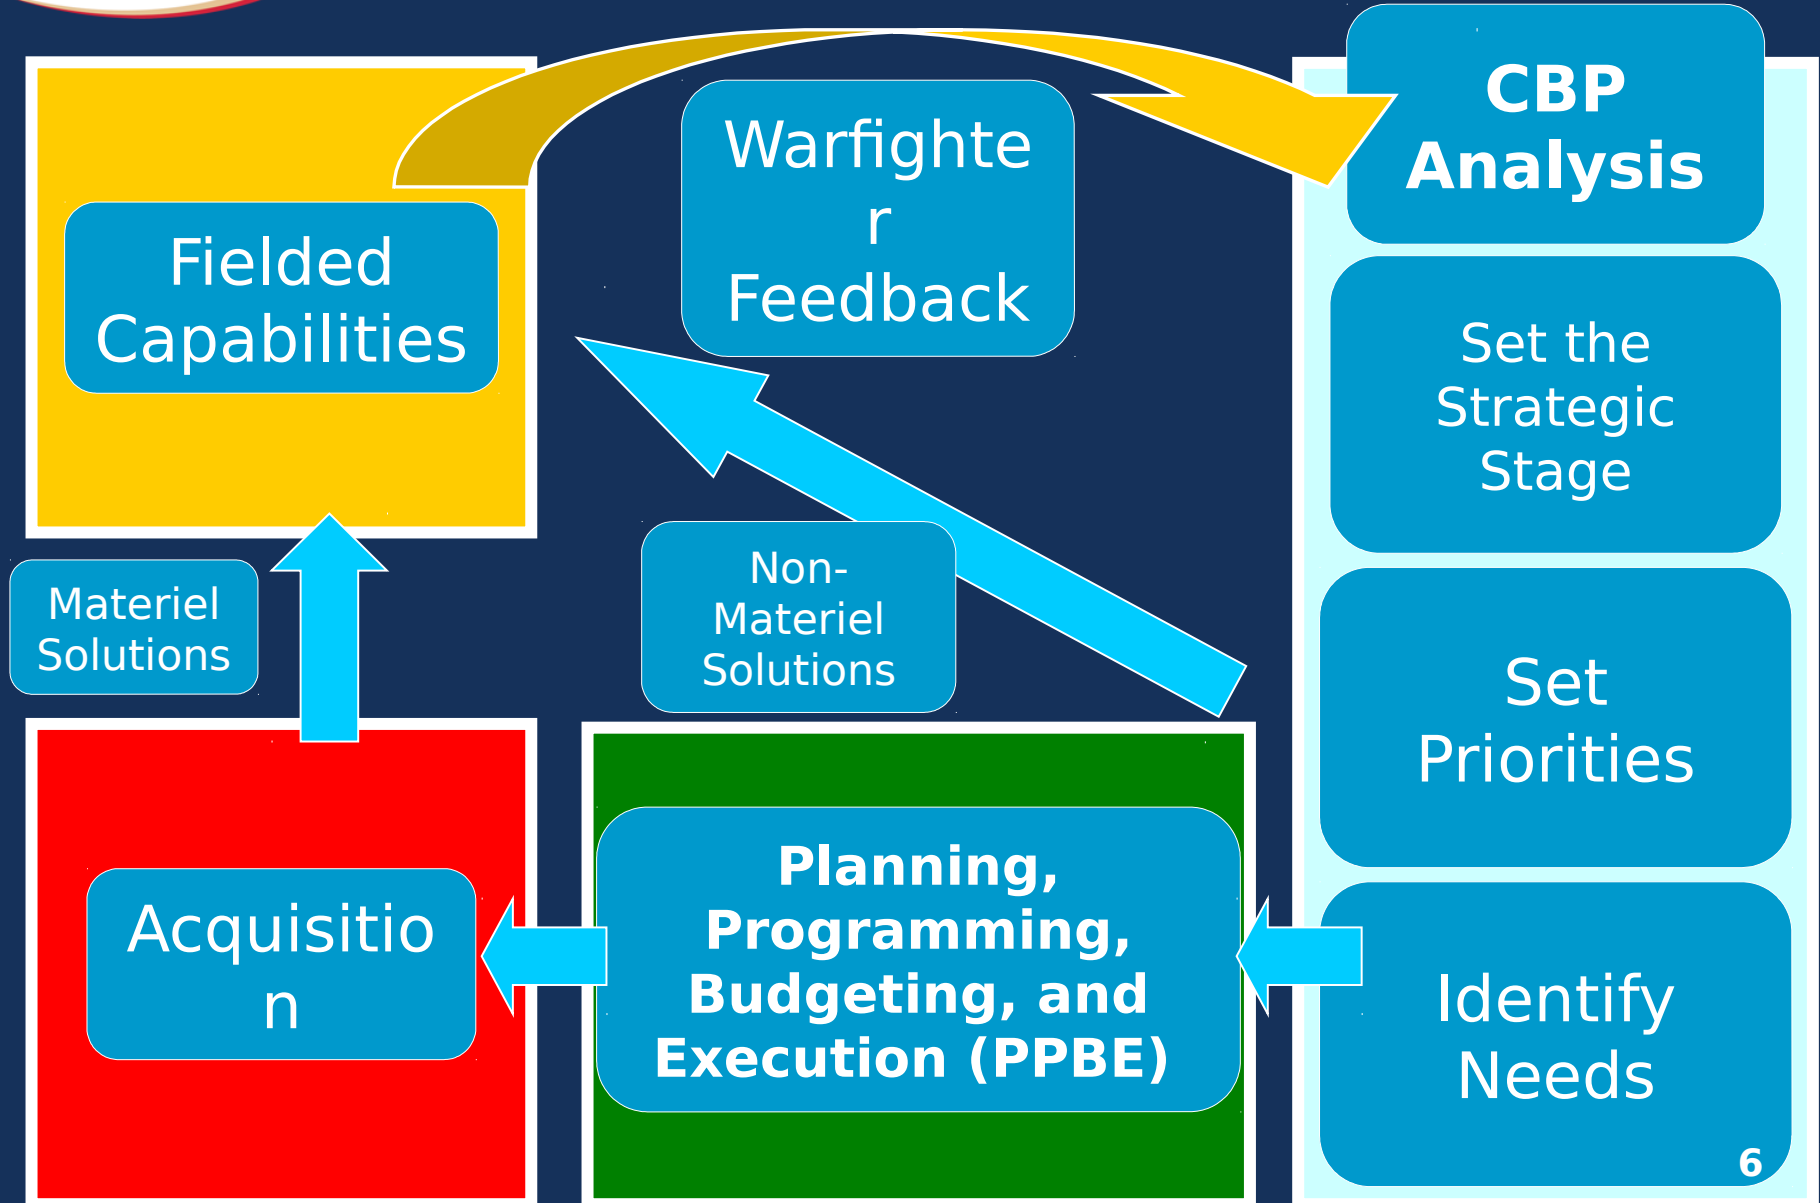 CBP
Analysis
Warfighte
r
Feedback
Fielded
Capabilities
Set the
Strategic
Stage
Non-
Materiel
Solutions
Materiel
Solutions
Set
Priorities
Planning,
Programming,
Budgeting, and
Execution (PPBE)
Acquisitio
n
Identify
Needs
6